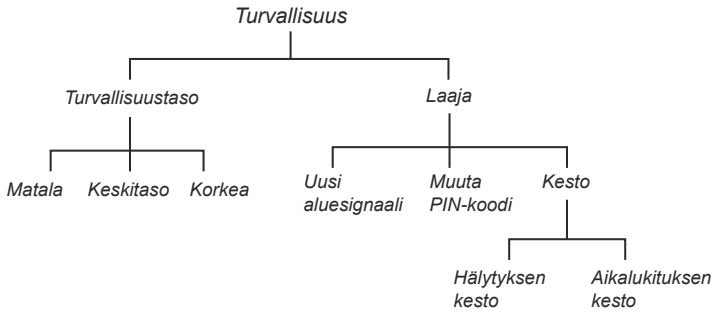 Turvallisuus
Turvallisuustaso
Laaja
Matala
Keskitaso
Korkea
Uusi
aluesignaali
Muuta
PIN-koodi
Kesto
Hälytyksen
kesto
Aikalukituksen
kesto